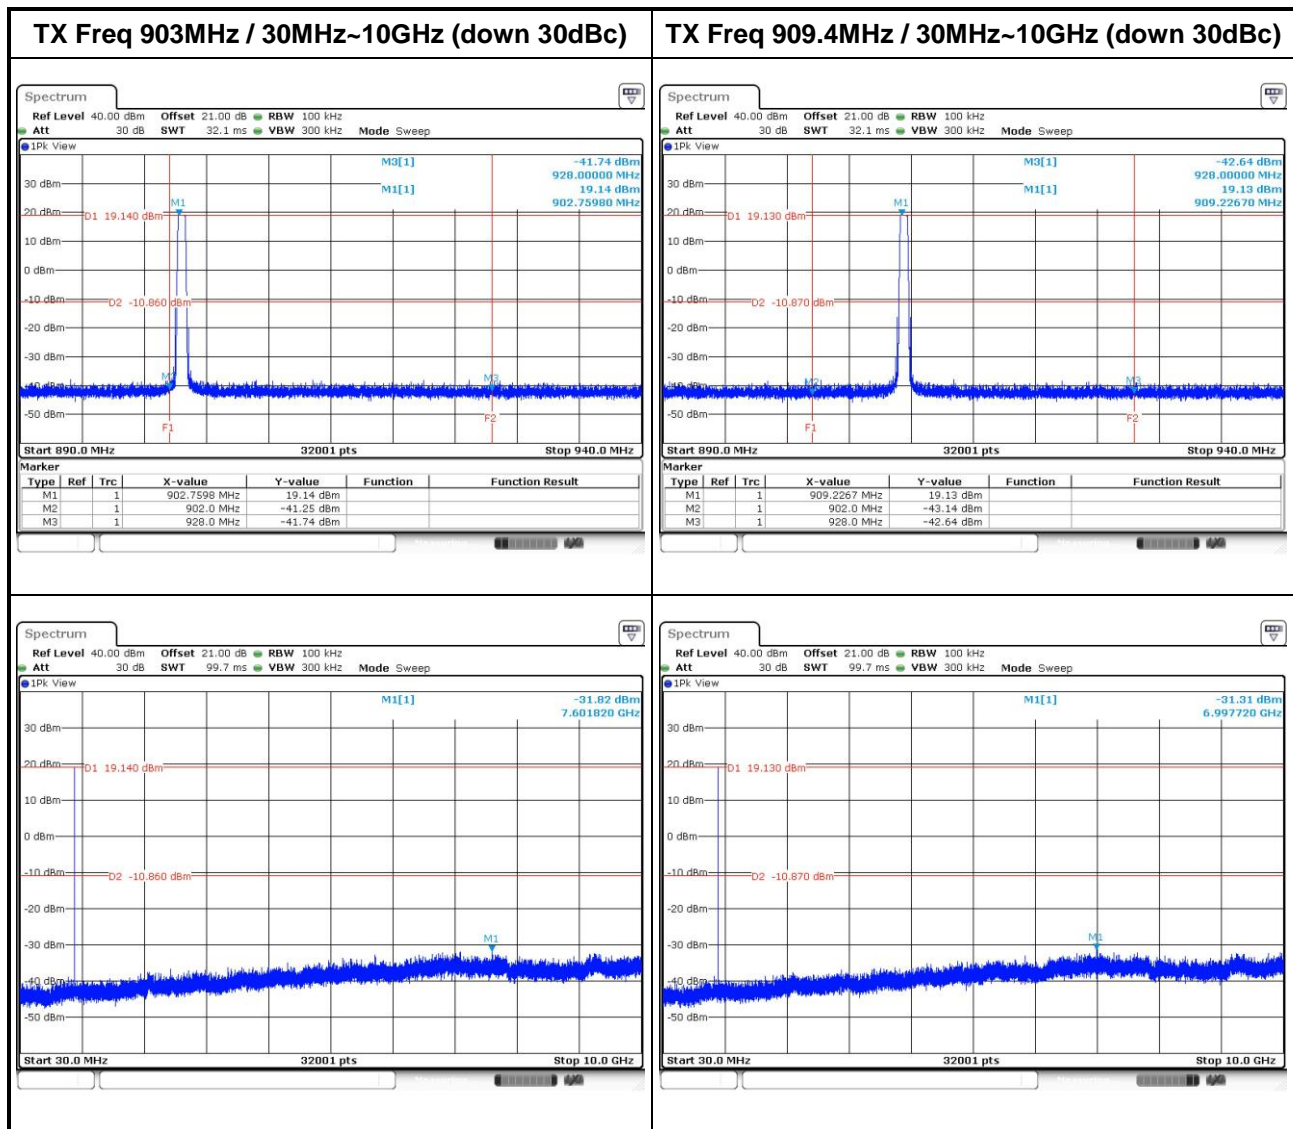 TX Freq 903MHz / 30MHz~10GHz (down 30dBc)
TX Freq 909.4MHz / 30MHz~10GHz (down 30dBc)
Spectrum
Ref Level 40.00 dBm Offset 21.00 dB RBW 100 kHz
Att 30 dB SWT 32.1 ms VBW 300 kHz Mode Sweep
1Pk View
M3[1] -41.74 dBm
928.00000 MHz
M1[1] 19.14 dBm
902.75980 MHz
30 dBm
M1
20 dBm
D1 19.140 dBm
10 dBm
0 dBm
-10 dBm
D2 -10.860 dBm
-20 dBm
-30 dBm
M3
-40 dBm
-50 dBm
F1
F2
Start 890.0 MHz 32001 pts Stop 940.0 MHz
Marker
Type Ref Trc X-value Y-value Function Function Result
M1 1 902.7598 MHz 19.14 dBm
M2 1 902.0 MHz -41.25 dBm
M3 1 928.0 MHz -41.74 dBm
Spectrum
Ref Level 40.00 dBm Offset 21.00 dB RBW 100 kHz
Att 30 dB SWT 32.1 ms VBW 300 kHz Mode Sweep
1Pk View
M3[1] -42.64 dBm
928.00000 MHz
M1[1] 19.13 dBm
909.22670 MHz
30 dBm
M1
20 dBm
D1 19.130 dBm
10 dBm
0 dBm
-10 dBm
D2 -10.870 dBm
-20 dBm
-30 dBm
M2
M3
-40 dBm
-50 dBm
F1
F2
Start 890.0 MHz 32001 pts Stop 940.0 MHz
Marker
Type Ref Trc X-value Y-value Function Function Result
M1 1 909.2267 MHz 19.13 dBm
M2 1 902.0 MHz -43.14 dBm
M3 1 928.0 MHz -42.64 dBm
Spectrum
Ref Level 40.00 dBm Offset 21.00 dB RBW 100 kHz
Att 30 dB SWT 99.7 ms VBW 300 kHz Mode Sweep
1Pk View
M1[1] -31.82 dBm
7.601820 GHz
30 dBm
20 dBm
D1 19.140 dBm
10 dBm
0 dBm
-10 dBm
D2 -10.860 dBm
-20 dBm
-30 dBm
M1
-40 dBm
-50 dBm
Start 30.0 MHz 32001 pts Stop 10.0 GHz
Spectrum
Ref Level 40.00 dBm Offset 21.00 dB RBW 100 kHz
Att 30 dB SWT 99.7 ms VBW 300 kHz Mode Sweep
1Pk View
M1[1] -31.31 dBm
6.997720 GHz
30 dBm
20 dBm
D1 19.130 dBm
10 dBm
0 dBm
-10 dBm
D2 -10.870 dBm
-20 dBm
-30 dBm
M1
-40 dBm
-50 dBm
Start 30.0 MHz 32001 pts Stop 10.0 GHz